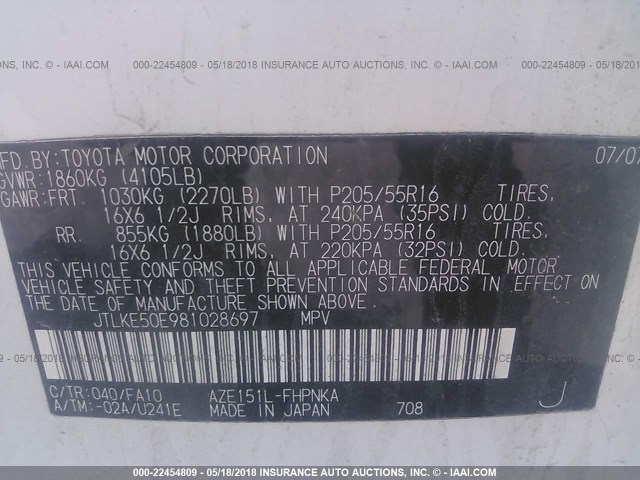 000-22454809 - 05/18/2018 INSURANCE AUTO AUCTIONS, INC. © - IAAI.COM
MFD. BY: TOYOTA MOTOR CORPORATION 07/07
GVWR: 1860KG (4105LB)
GAWR: FRT. 1030KG (2270LB) WITH P205/55R16 TIRES,
16X6 1/2J RIMS, AT 240KPA (35PSI) COLD.
RR. 855KG (1880LB) WITH P205/55R16 TIRES,
16X6 1/2J RIMS, AT 220KPA (32PSI) COLD.
THIS VEHICLE CONFORMS TO ALL APPLICABLE FEDERAL MOTOR
VEHICLE SAFETY AND THEFT PREVENTION STANDARDS IN EFFECT ON
THE DATE OF MANUFACTURE SHOWN ABOVE.
JTLKE50E981028697 MPV
C/TR: 040/FA10 AZE151L-FHPNKA
A/TM: -02A/U241E MADE IN JAPAN 708 J
000-22454809 - 05/18/2018 INSURANCE AUTO AUCTIONS, INC. © - IAAI.COM